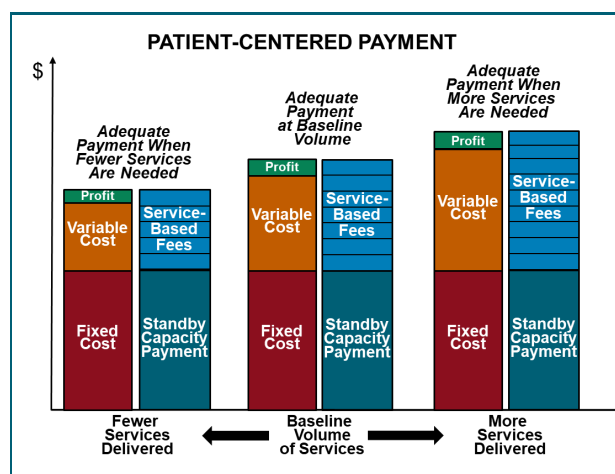 PATIENT-CENTERED PAYMENT
$
Adequate
Payment When
Fewer Services
Are Needed
Adequate
Payment
at Baseline
Volume
Adequate
Payment When
More Services
Are Needed
Profit
Variable
Cost
Fixed
Cost
Service-
Based
Fees
Standby
Capacity
Payment
Profit
Variable
Cost
Fixed
Cost
Service-
Based
Fees
Standby
Capacity
Payment
Profit
Variable
Cost
Fixed
Cost
Service-
Based
Fees
Standby
Capacity
Payment
Fewer
Services
Delivered
Baseline
Volume
of Services
More
Services
Delivered